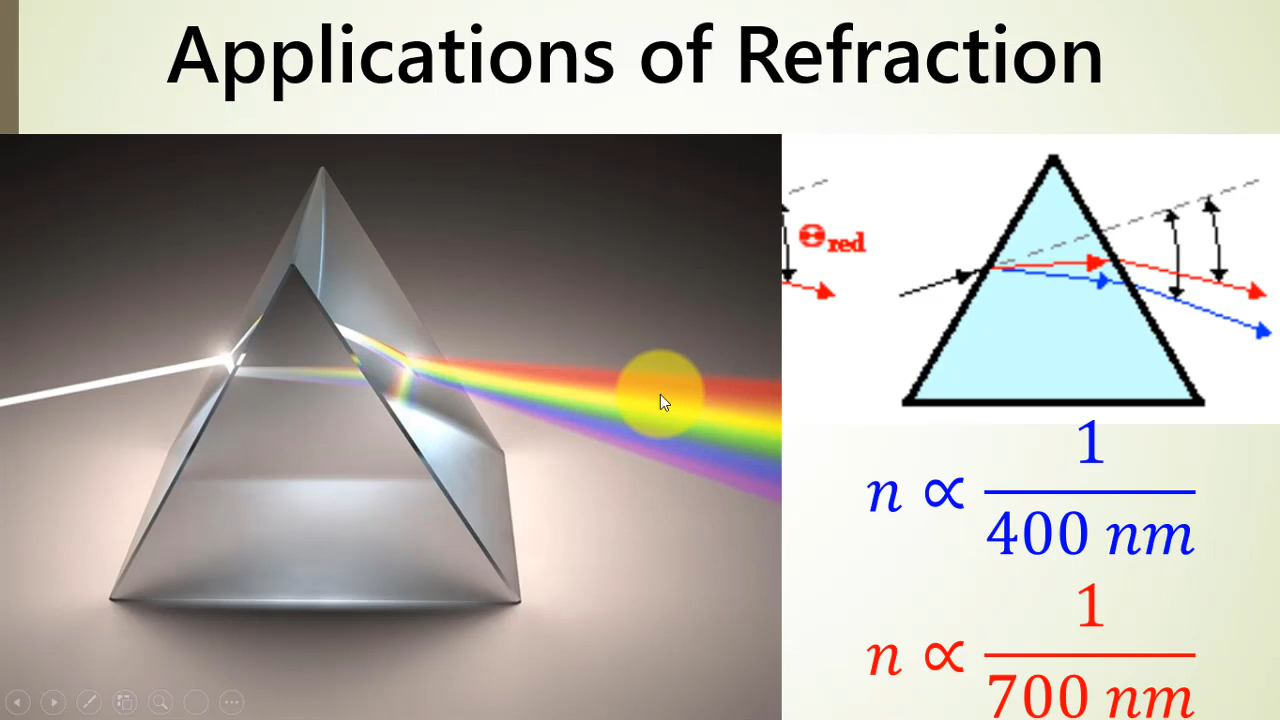 Applications of Refraction
Θred
n ∝ 1/400 nm
n ∝ 1/700 nm